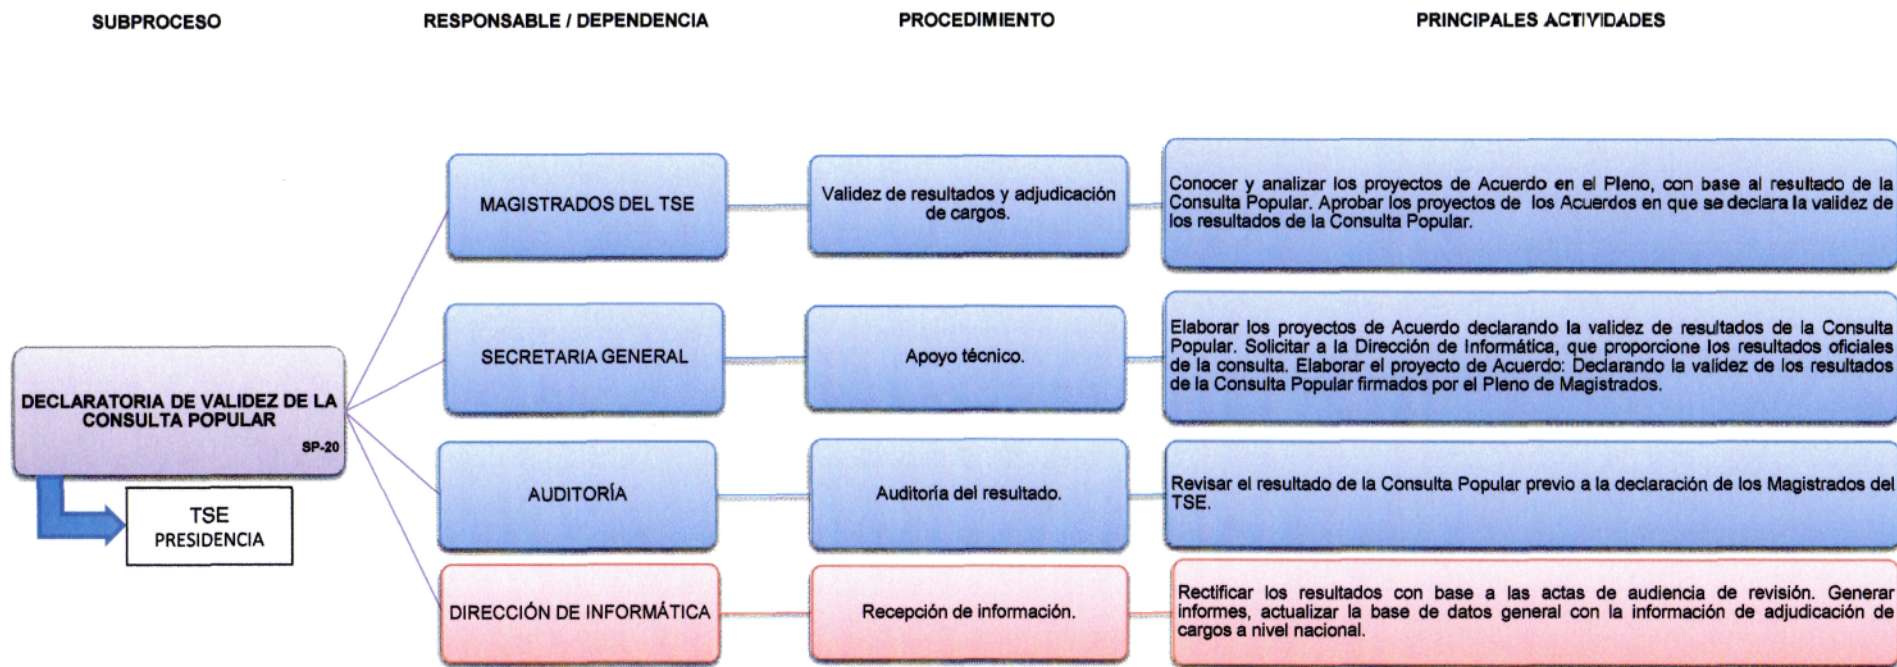 SUBPROCESO
RESPONSABLE / DEPENDENCIA
PROCEDIMIENTO
PRINCIPALES ACTIVIDADES
DECLARATORIA DE VALIDEZ DE LA
CONSULTA POPULAR
SP-20
TSE
PRESIDENCIA
MAGISTRADOS DEL TSE
Validez de resultados y adjudicación
de cargos.
Conocer y analizar los proyectos de Acuerdo en el Pleno, con base al resultado de la
Consulta Popular. Aprobar los proyectos de los Acuerdos en que se declara la validez de
los resultados de la Consulta Popular.
SECRETARIA GENERAL
Apoyo técnico.
Elaborar los proyectos de Acuerdo declarando la validez de resultados de la Consulta
Popular. Solicitar a la Dirección de Informática, que proporcione los resultados oficiales
de la consulta. Elaborar el proyecto de Acuerdo: Declarando la validez de los resultados
de la Consulta Popular firmados por el Pleno de Magistrados.
AUDITORÍA
Auditoría del resultado.
Revisar el resultado de la Consulta Popular previo a la declaración de los Magistrados del
TSE.
DIRECCIÓN DE INFORMÁTICA
Recepción de información.
Rectificar los resultados con base a las actas de audiencia de revisión. Generar
informes, actualizar la base de datos general con la información de adjudicación de
cargos a nivel nacional.